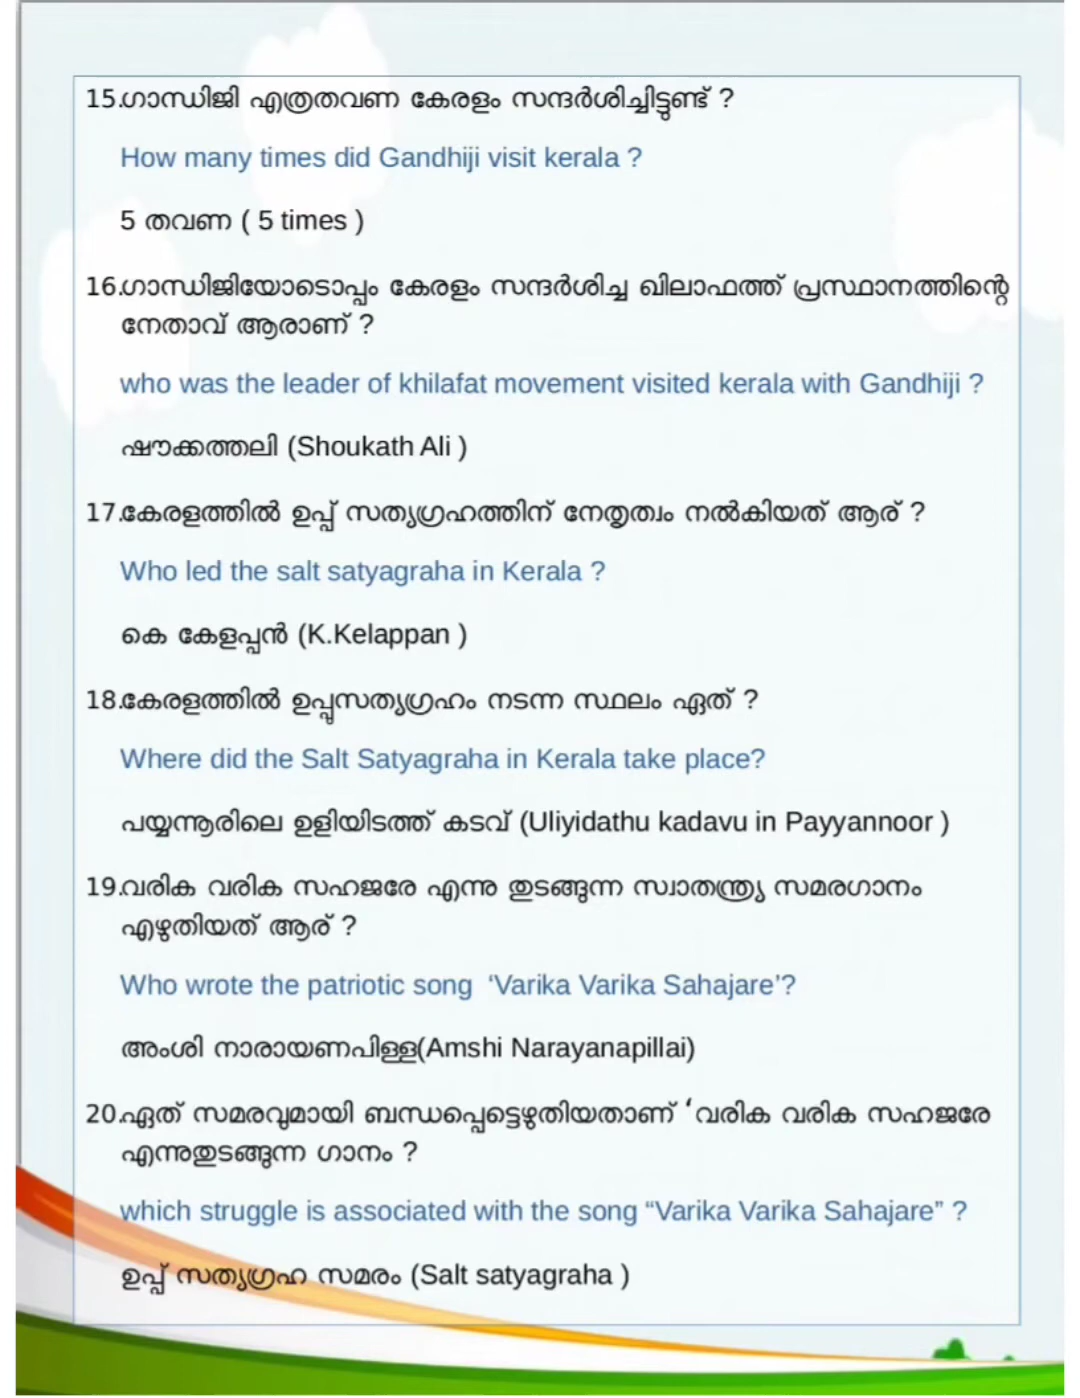 15.ഗാന്ധിജി എത്രതവണ കേരളം സന്ദർശിച്ചിട്ടുണ്ട് ?
How many times did Gandhiji visit kerala ?
5 തവണ ( 5 times )
16.ഗാന്ധിജിയോടൊപ്പം കേരളം സന്ദർശിച്ച ഖിലാഫത്ത് പ്രസ്ഥാനത്തിന്റെ
നേതാവ് ആരാണ് ?
who was the leader of khilafat movement visited kerala with Gandhiji ?
ഷൗക്കത്തലി (Shoukath Ali )
17.കേരളത്തിൽ ഉപ്പ് സത്യഗ്രഹത്തിന് നേതൃത്വം നൽകിയത് ആര് ?
Who led the salt satyagraha in Kerala ?
കെ കേളപ്പൻ (K.Kelappan )
18.കേരളത്തിൽ ഉപ്പുസത്യഗ്രഹം നടന്ന സ്ഥലം ഏത് ?
Where did the Salt Satyagraha in Kerala take place?
പയ്യന്നൂരിലെ ഉളിയിടത്ത് കടവ് (Uliyidathu kadavu in Payyannoor )
19.വരിക വരിക സഹജരേ എന്നു തുടങ്ങുന്ന സ്വാതന്ത്ര്യ സമരഗാനം
എഴുതിയത് ആര് ?
Who wrote the patriotic song ‘Varika Varika Sahajare’?
അംശി നാരായണപിള്ള(Amshi Narayanapillai)
20.ഏത് സമരവുമായി ബന്ധപ്പെട്ടെഴുതിയതാണ് ‘വരിക വരിക സഹജരേ
എന്നുതുടങ്ങുന്ന ഗാനം ?
which struggle is associated with the song “Varika Varika Sahajare” ?
ഉപ്പ് സത്യഗ്രഹ സമരം (Salt satyagraha )